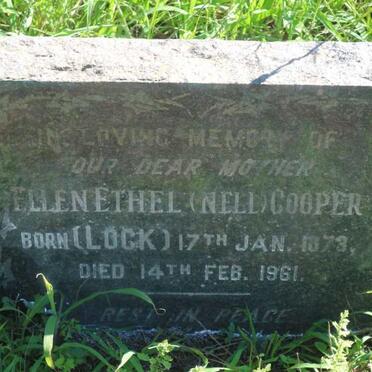 IN LOVING MEMORY OF
OUR DEAR MOTHER
ELLEN ETHEL (NELL) COOPER
BORN (LOCK) 17TH JAN. 1873,
DIED 14TH FEB. 1961.
REST IN PEACE